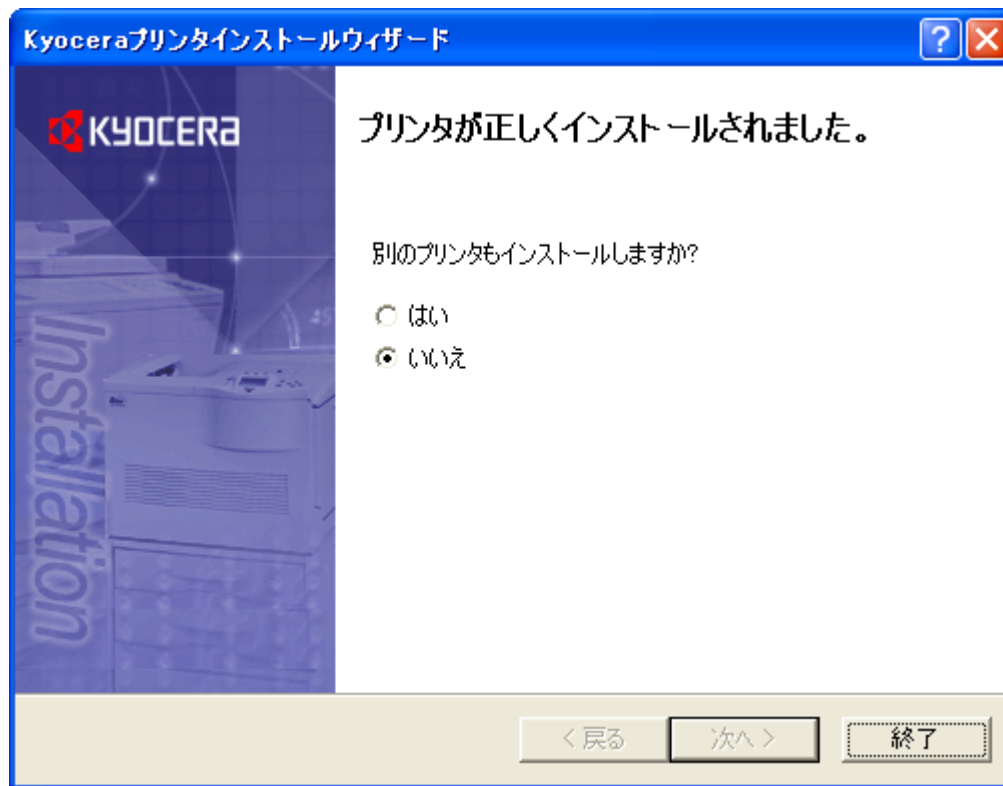 Kyoceraプリンタインストールウィザード
KYOCERA
プリンタが正しくインストールされました。
別のプリンタもインストールしますか?
はい
いいえ
Installation
< 戻る
次へ >
終了